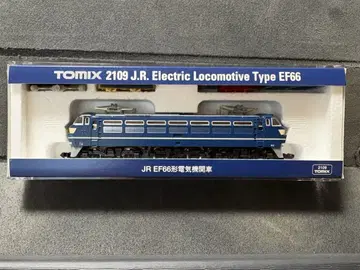 TOMIX 2109 J.R. Electric Locomotive Type EF66
JR EF66形電気機関車
2109
TOMIX